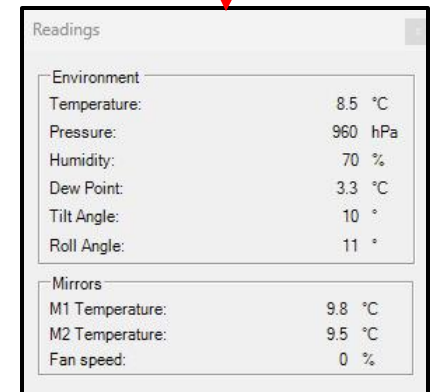 Readings
Environment
Temperature: 8.5 °C
Pressure: 960 hPa
Humidity: 70 %
Dew Point: 3.3 °C
Tilt Angle: 10 °
Roll Angle: 11 °
Mirrors
M1 Temperature: 9.8 °C
M2 Temperature: 9.5 °C
Fan speed: 0 %